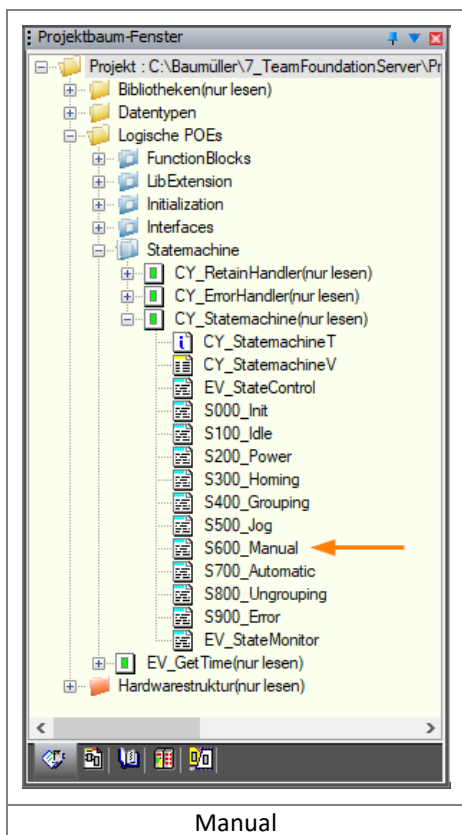 Projektbaum-Fenster
Projekt : C:\Baumüller\7_TeamFoundationServer\Pr
Bibliotheken(nur lesen)
Datentypen
Logische POEs
FunctionBlocks
LibExtension
Initialization
Interfaces
Statemachine
CY_RetainHandler(nur lesen)
CY_ErrorHandler(nur lesen)
CY_Statemachine(nur lesen)
CY_StatemachineT
CY_StatemachineV
EV_StateControl
S000_Init
S100_Idle
S200_Power
S300_Homing
S400_Grouping
S500_Jog
S600_Manual
S700_Automatic
S800_Ungrouping
S900_Error
EV_StateMonitor
EV_GetTime(nur lesen)
Hardwarestruktur(nur lesen)
Manual